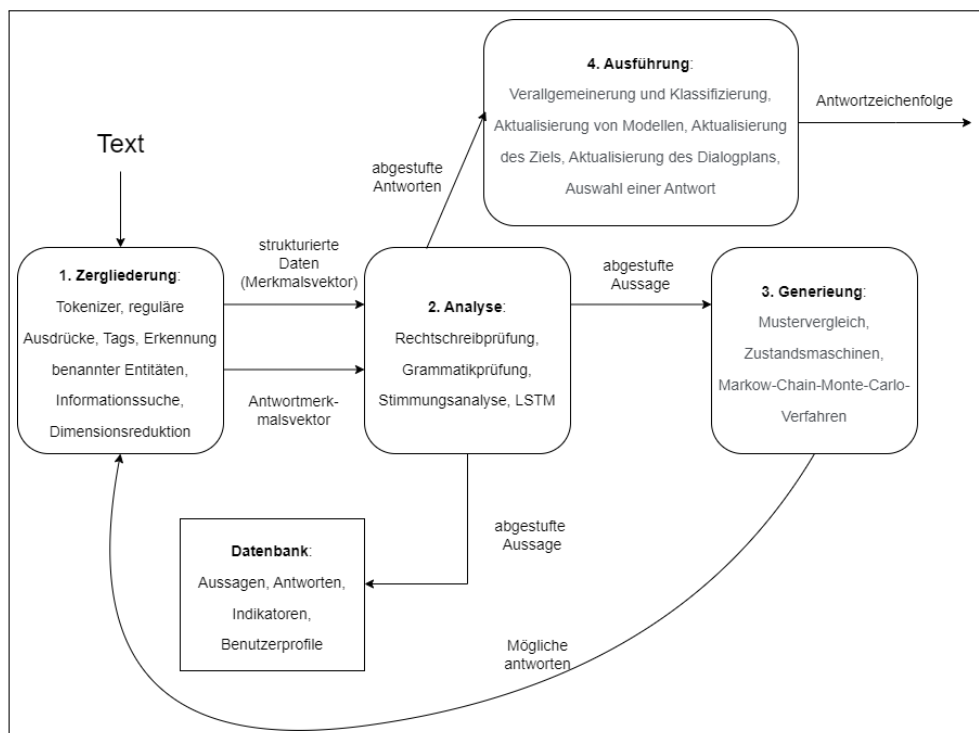 4. Ausführung:
Verallgemeinerung und Klassifizierung,
Aktualisierung von Modellen, Aktualisierung
des Ziels, Aktualisierung des Dialogplans,
Auswahl einer Antwort
Antwortzeichenfolge
Text
abgestufte
Antworten
1. Zergliederung:
Tokenizer, reguläre
Ausdrücke, Tags, Erkennung
benannter Entitäten,
Informationssuche,
Dimensionsreduktion
strukturierte
Daten
(Merkmalsvektor)
Antwortmerk-
malsvektor
2. Analyse:
Rechtschreibprüfung,
Grammatikprüfung,
Stimmungsanalyse, LSTM
abgestufte
Aussage
3. Generieung:
Mustervergleich,
Zustandsmaschinen,
Markow-Chain-Monte-Carlo-
Verfahren
abgestufte
Aussage
Datenbank:
Aussagen, Antworten,
Indikatoren,
Benutzerprofile
Mögliche
antworten